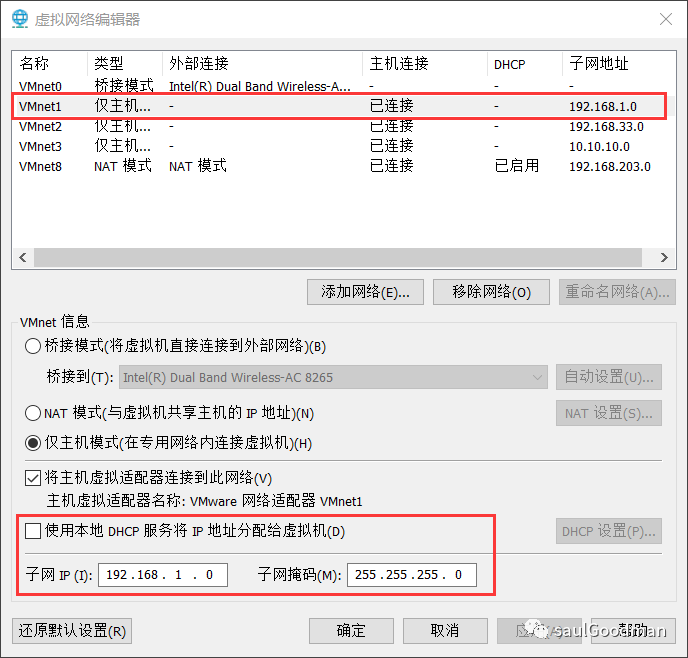 虚拟网络编辑器
名称 类型 外部连接 主机连接 DHCP 子网地址
VMnet0 桥接模式 Intel(R) Dual Band Wireless-A... - - -
VMnet1 仅主机... - 已连接 - 192.168.1.0
VMnet2 仅主机... - 已连接 - 192.168.33.0
VMnet3 仅主机... - 已连接 - 10.10.10.0
VMnet8 NAT 模式 NAT 模式 已连接 已启用 192.168.203.0
添加网络(E)... 移除网络(O) 重命名网络(A)...
VMnet 信息
桥接模式(将虚拟机直接连接到外部网络)(B)
桥接到(T): Intel(R) Dual Band Wireless-AC 8265 自动设置(U)...
NAT 模式(与虚拟机共享主机的 IP 地址)(N) NAT 设置(S)...
仅主机模式(在专用网络内连接虚拟机)(H)
将主机虚拟适配器连接到此网络(V)
主机虚拟适配器名称: VMware 网络适配器 VMnet1
使用本地 DHCP 服务将 IP 地址分配给虚拟机(D) DHCP 设置(P)...
子网 IP (I): 192.168. 1 . 0 子网掩码(M): 255.255.255. 0
还原默认设置(R) 确定 取消 帮助
saulGoodman